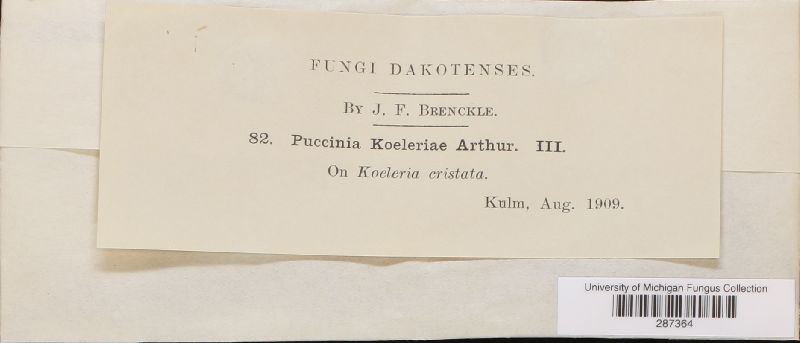 FUNGI DAKOTENSES.
BY J. F. BRENCKLE.
82. Puccinia Koeleriae Arthur. III.
On Koeleria cristata.
Kulm, Aug. 1909.
University of Michigan Fungus Collection
287364